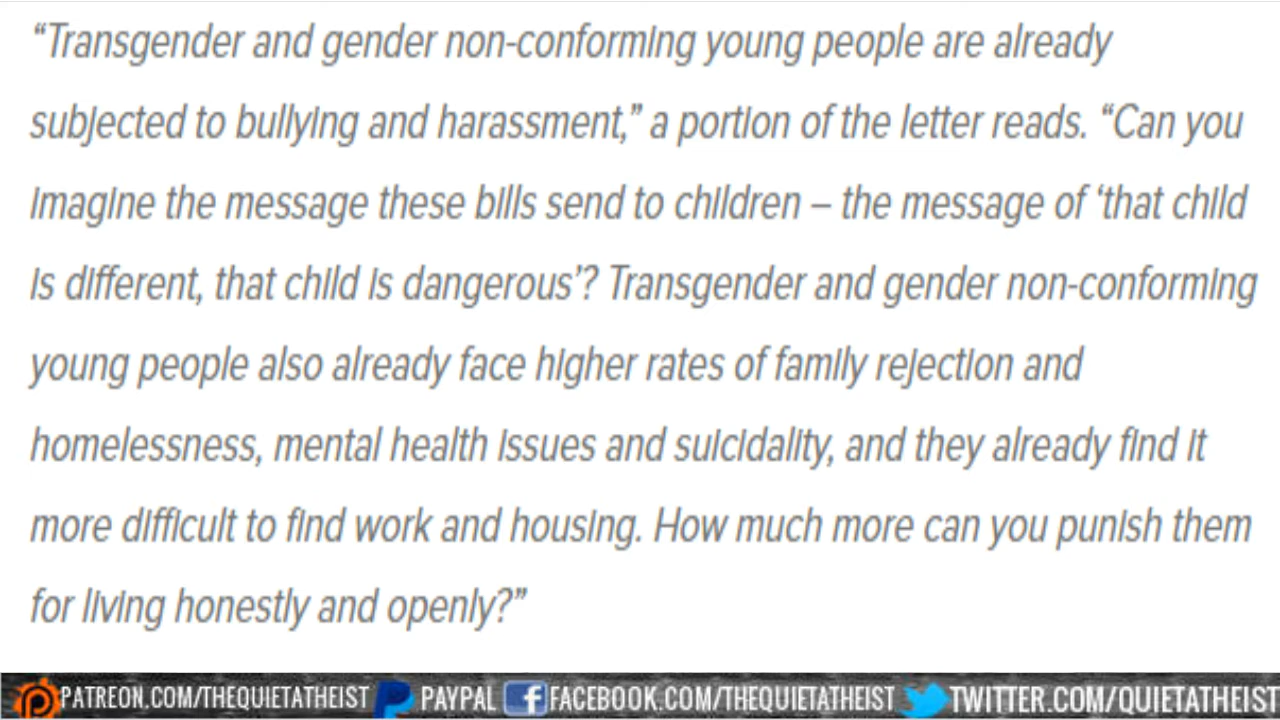 “Transgender and gender non-conforming young people are already
subjected to bullying and harassment,” a portion of the letter reads. “Can you
imagine the message these bills send to children – the message of ‘that child
is different, that child is dangerous’? Transgender and gender non-conforming
young people also already face higher rates of family rejection and
homelessness, mental health issues and suicidality, and they already find it
more difficult to find work and housing. How much more can you punish them
for living honestly and openly?”
PATREON.COM/THEQUIETATHEIST PAYPAL FACEBOOK.COM/THEQUIETATHEIST TWITTER.COM/QUIETATHEIST